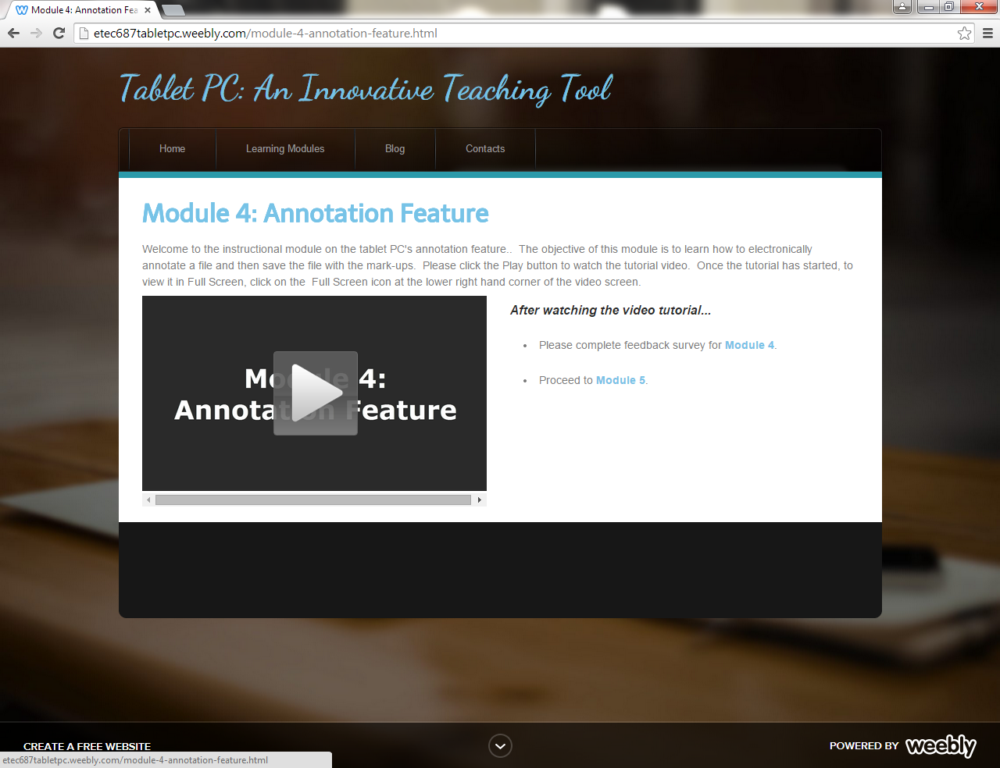 Module 4: Annotation Fea
etec687tabletpc.weebly.com/module-4-annotation-feature.html
Tablet PC: An Innovative Teaching Tool
Home Learning Modules Blog Contacts
Module 4: Annotation Feature
Welcome to the instructional module on the tablet PC's annotation feature..  The objective of this module is to learn how to electronically
annotate a file and then save the file with the mark-ups.  Please click the Play button to watch the tutorial video.  Once the tutorial has started, to
view it in Full Screen, click on the  Full Screen icon at the lower right hand corner of the video screen.
Module 4:
Annotation Feature
After watching the video tutorial...
• Please complete feedback survey for Module 4.
• Proceed to Module 5.
CREATE A FREE WEBSITE
POWERED BY weebly
etec687tabletpc.weebly.com/module-4-annotation-feature.html